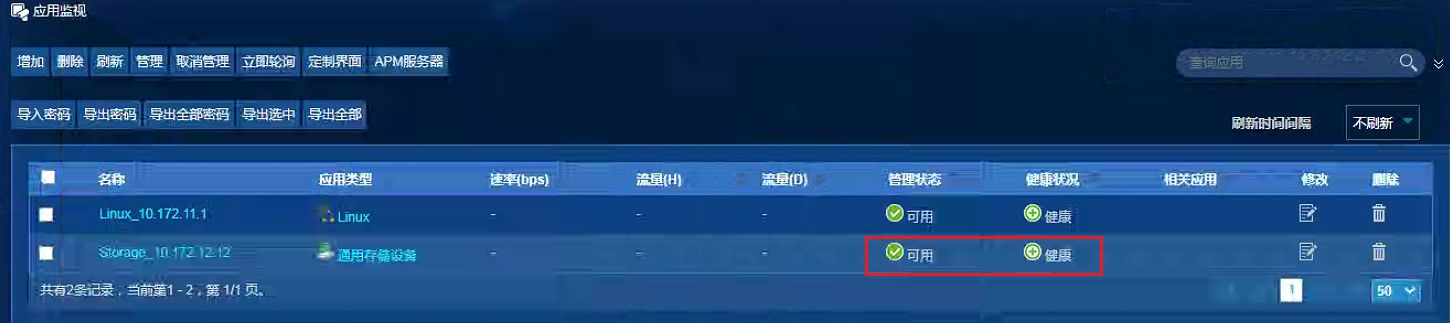 应用监视
增加 删除 刷新 管理 取消管理 立即轮询 定制界面 APM服务器
查询应用
导入密码 导出密码 导出全部密码 导出选中 导出全部
刷新时间间隔 不刷新
名称 应用类型 速率(bps) 流量(H) 流量(D) 管理状态 健康状况 相关应用 修改 删除
Linux_10.172.11.1 Linux - - - 可用 健康
Storage_10.172.12.12 通用存储设备 - - - 可用 健康
共有2条记录，当前第1 - 2，第 1/1 页。 1 50